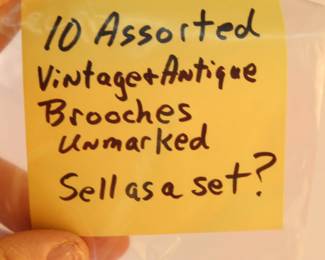 10 Assorted
Vintage+Antique
Brooches
unmarked
Sell as a set?